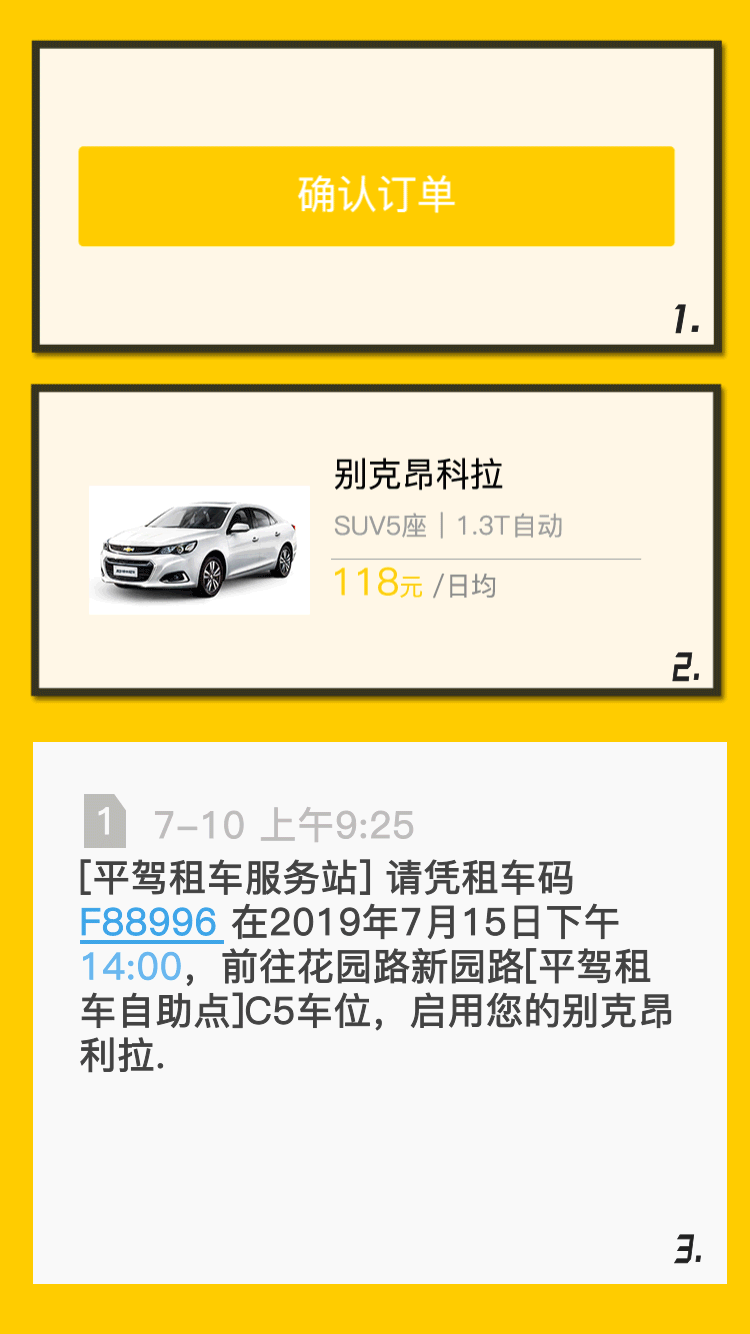 确认订单
1.
别克昂科拉
SUV5座｜1.3T自动
118元 /日均
2.
1 7-10 上午9:25
[平驾租车服务站] 请凭租车码
F88996 在2019年7月15日下午
14:00，前往花园路新园路[平驾租
车自助点]C5车位，启用您的别克昂
利拉.
3.